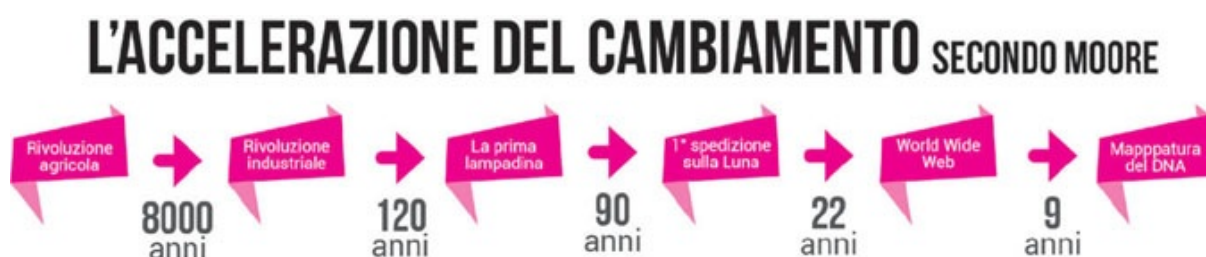 L'ACCELERAZIONE DEL CAMBIAMENTO SECONDO MOORE
Rivoluzione
agricola
8000
anni
Rivoluzione
industriale
120
anni
La prima
lampadina
90
anni
1° spedizione
sulla Luna
22
anni
World Wide
Web
9
anni
Mapppatura
del DNA